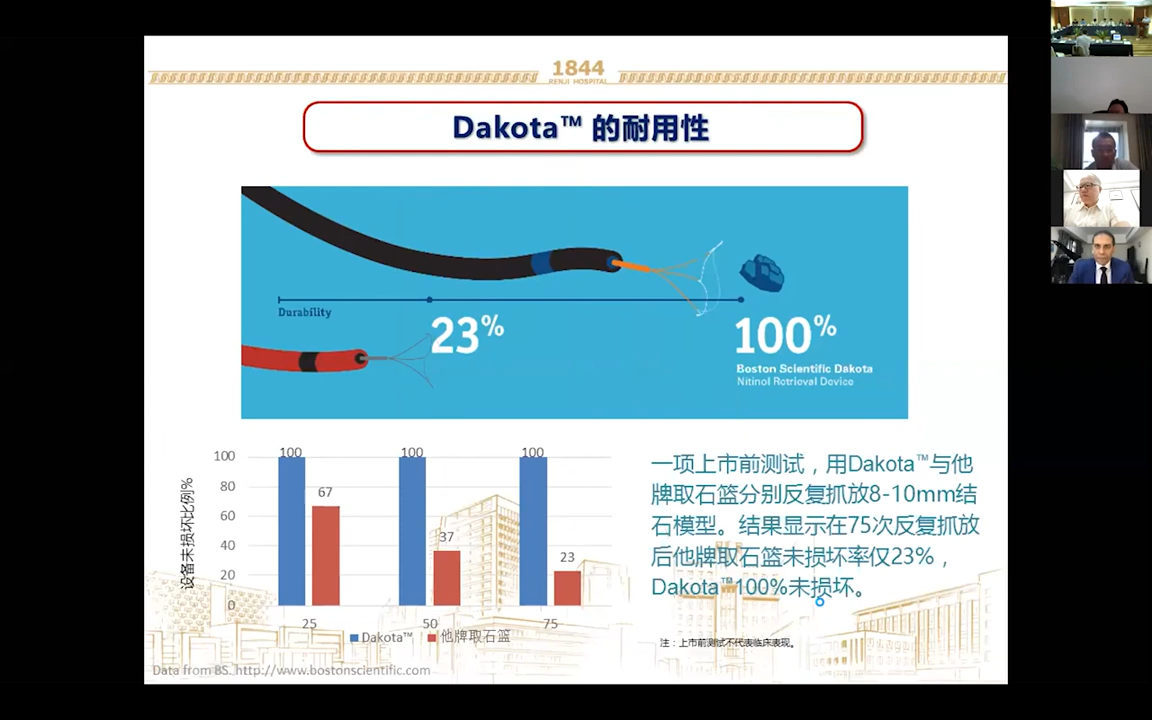 1844
RENJI HOSPITAL
Dakota™ 的耐用性
Durability
23%
100%
Boston Scientific Dakota
Nitinol Retrieval Device
设备未损坏比例%
100
80
60
40
20
0
100
67
100
37
100
23
25
50
75
Dakota™
他牌取石篮
一项上市前测试，用Dakota™与他
牌取石篮分别反复抓放8-10mm结
石模型。结果显示在75次反复抓放
后他牌取石篮未损坏率仅23%，
Dakota™100%未损坏。
注：上市前测试不代表临床表现。
Data from BS. http://www.bostonscientific.com